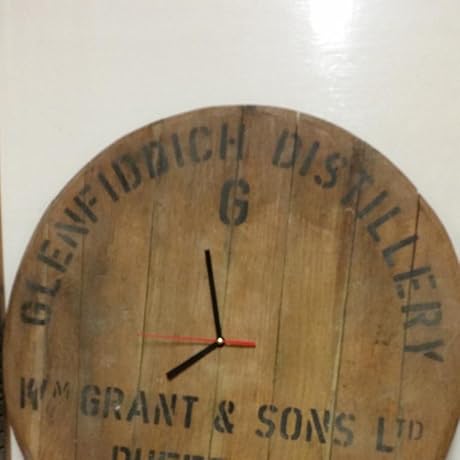 GLENFIDDICH DISTILLERY
G
Wᴹ GRANT & SONS LTD